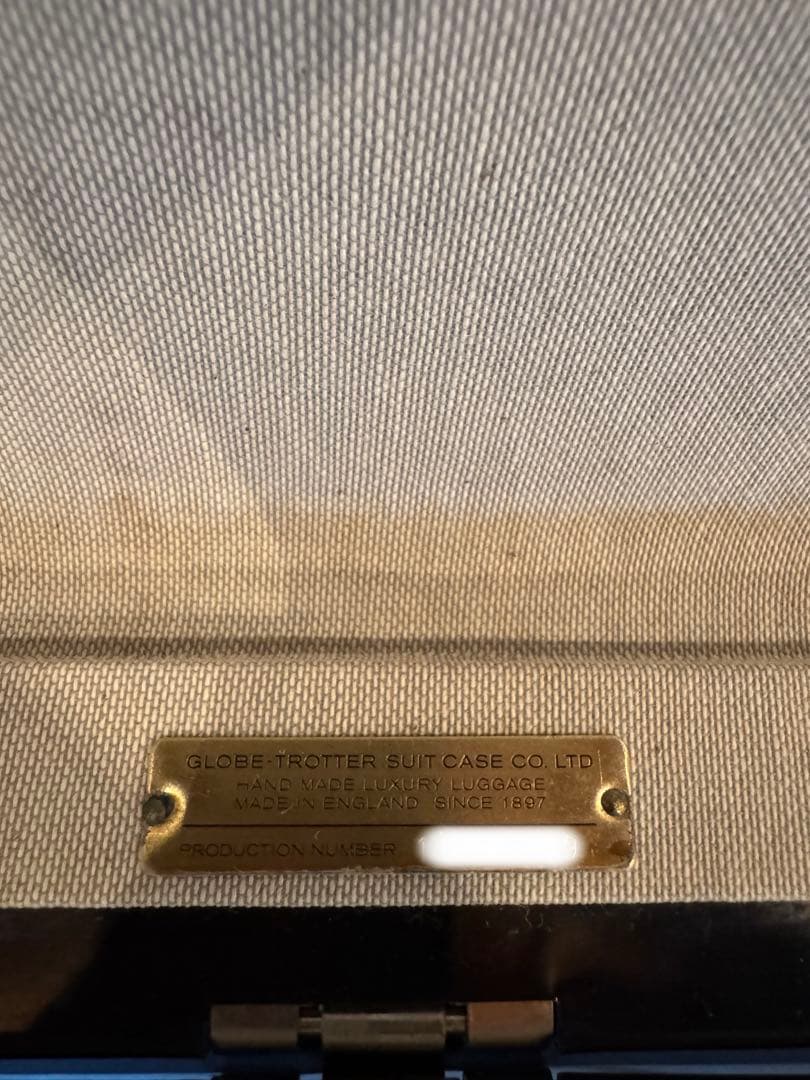 GLOBE-TROTTER SUIT CASE CO. LTD
HAND MADE LUXURY LUGGAGE
MADE IN ENGLAND SINCE 1897
PRODUCTION NUMBER